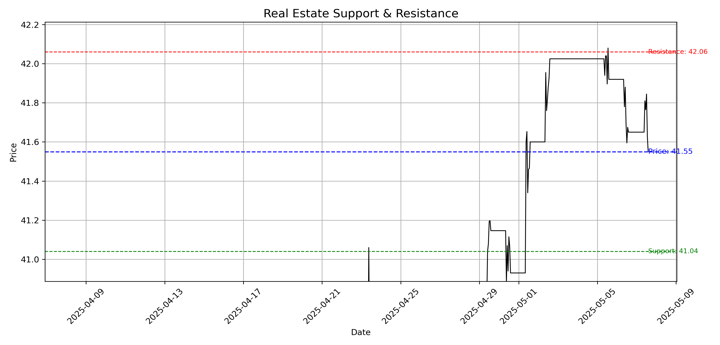 Real Estate Support & Resistance
42.2
42.0
41.8
41.6
41.4
41.2
41.0
Price
Resistance: 42.06
Price: 41.55
Support: 41.04
2025-04-09
2025-04-13
2025-04-17
2025-04-21
2025-04-25
2025-04-29
2025-05-01
2025-05-05
2025-05-09
Date